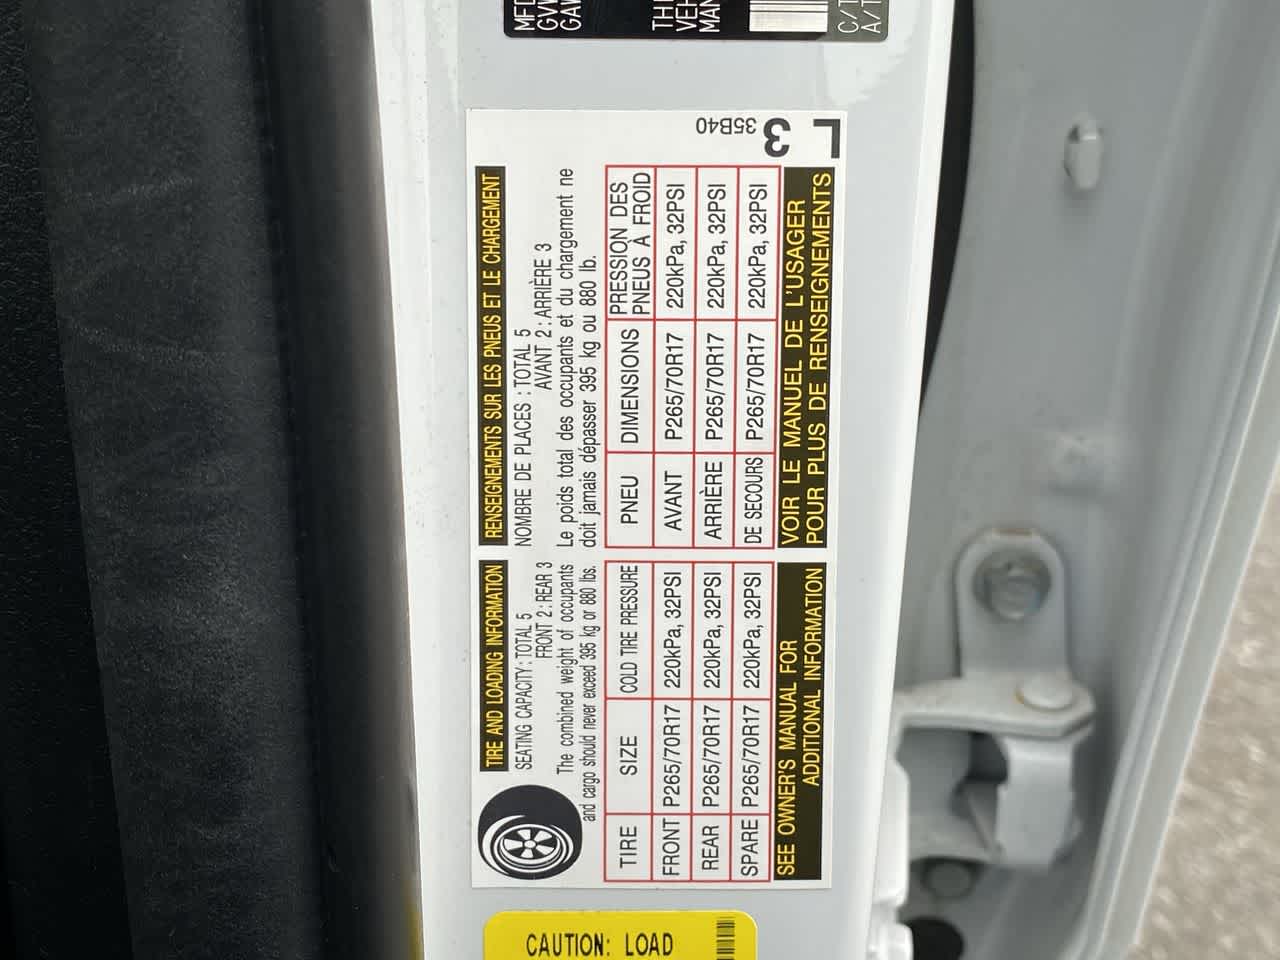 MFD
GVW
GAW
THI
VEH
MAN
C/T
A/T
TIRE AND LOADING INFORMATION
SEATING CAPACITY : TOTAL 5
FRONT 2 : REAR 3
The combined weight of occupants
and cargo should never exceed 395 kg or 880 lbs.
TIRE SIZE COLD TIRE PRESSURE
FRONT P265/70R17 220kPa, 32PSI
REAR P265/70R17 220kPa, 32PSI
SPARE P265/70R17 220kPa, 32PSI
SEE OWNER'S MANUAL FOR
ADDITIONAL INFORMATION
RENSEIGNEMENTS SUR LES PNEUS ET LE CHARGEMENT
NOMBRE DE PLACES : TOTAL 5
AVANT 2 : ARRIÈRE 3
Le poids total des occupants et du chargement ne
doit jamais dépasser 395 kg ou 880 lb.
PNEU DIMENSIONS PRESSION DES
PNEUS À FROID
AVANT P265/70R17 220kPa, 32PSI
ARRIÈRE P265/70R17 220kPa, 32PSI
DE SECOURS P265/70R17 220kPa, 32PSI
VOIR LE MANUEL DE L'USAGER
POUR PLUS DE RENSEIGNEMENTS
35B40
3
L
CAUTION: LOAD